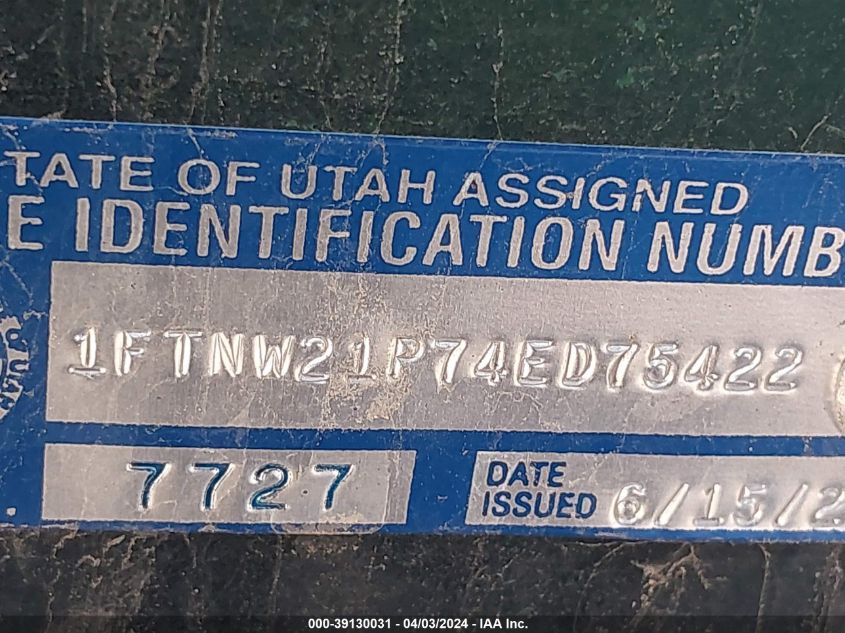 TATE OF UTAH ASSIGNED
E IDENTIFICATION NUMB
1FTNW21P74ED75422
7727
DATE
ISSUED 6/15/2
000-39130031 - 04/03/2024 - IAA Inc.